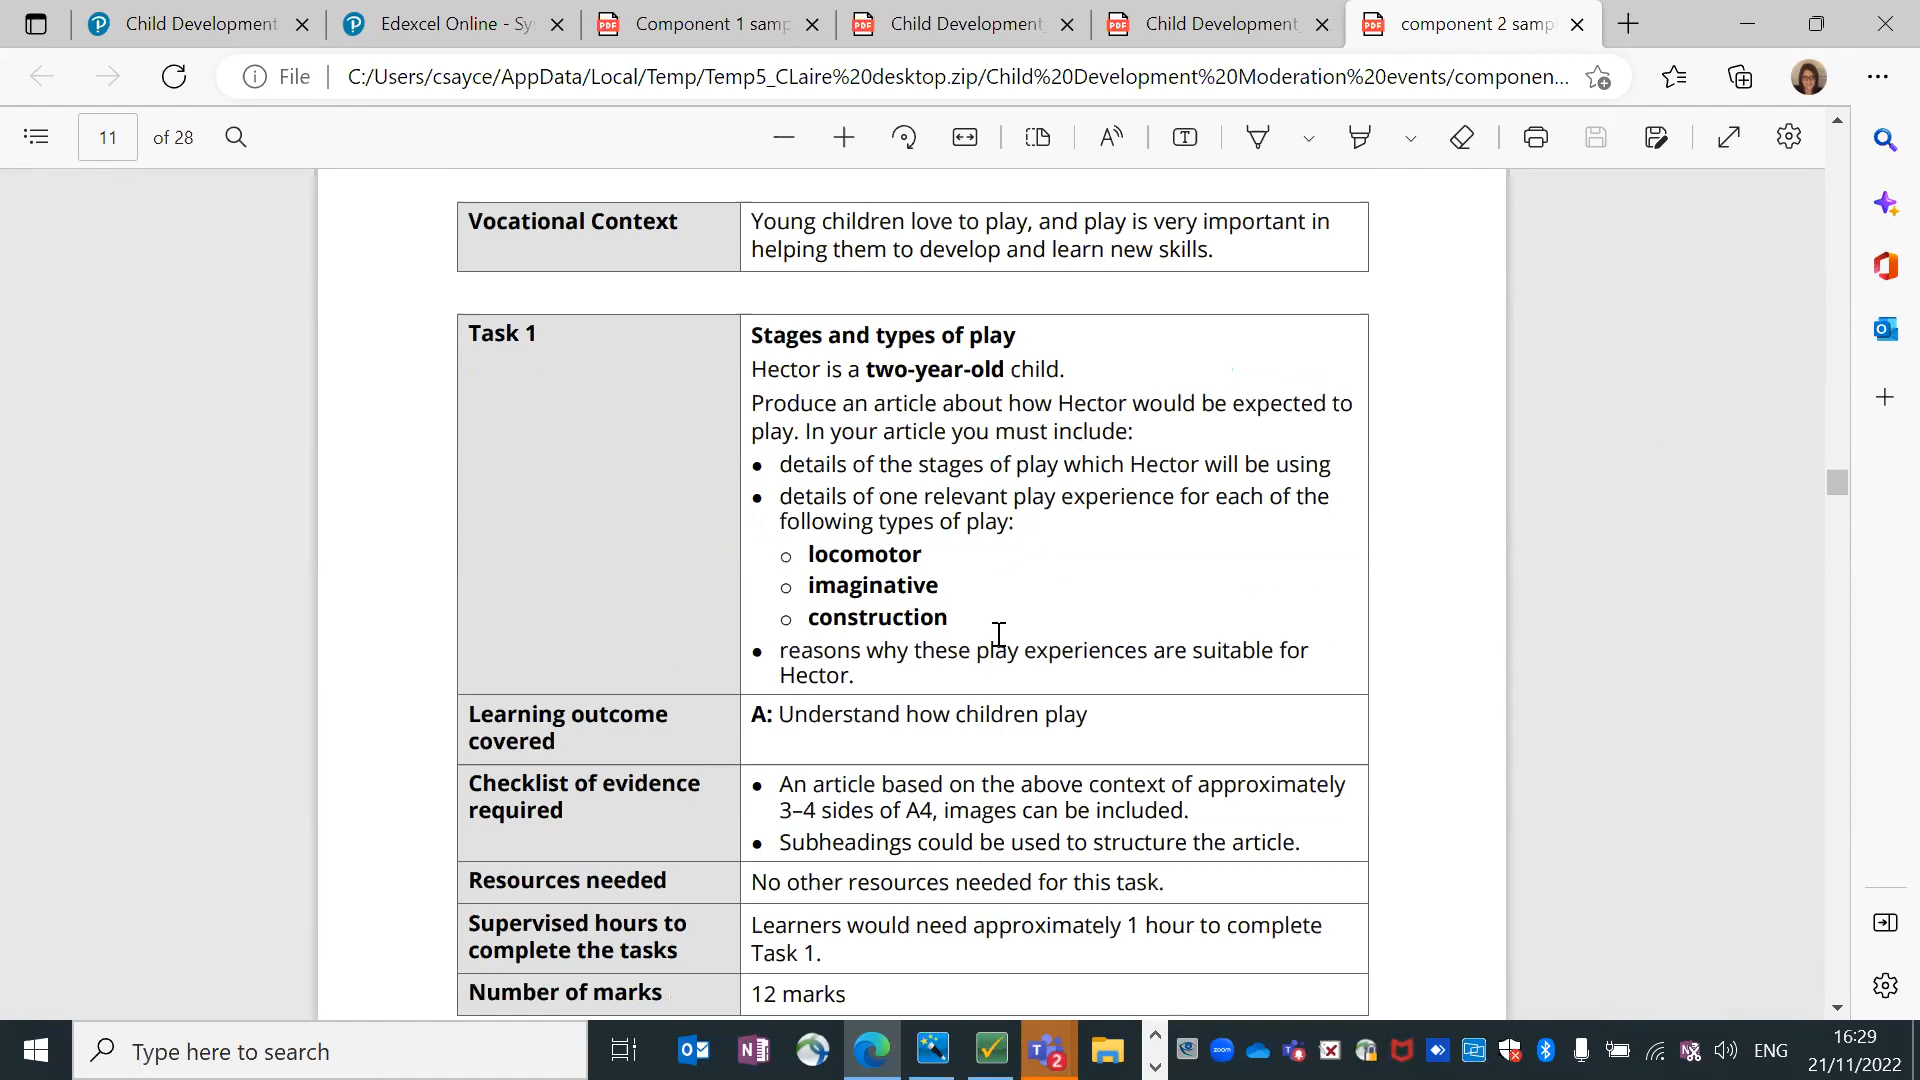 Child Development
Edexcel Online - Sy
Component 1 samp
Child Development
Child Development
component 2 samp
File
C:/Users/csayce/AppData/Local/Temp/Temp5_CLaire%20desktop.zip/Child%20Development%20Moderation%20events/componen...
11 of 28
Vocational Context
Young children love to play, and play is very important in
helping them to develop and learn new skills.
Task 1
Stages and types of play
Hector is a two-year-old child.
Produce an article about how Hector would be expected to
play. In your article you must include:
• details of the stages of play which Hector will be using
• details of one relevant play experience for each of the
following types of play:
○ locomotor
○ imaginative
○ construction
• reasons why these play experiences are suitable for
Hector.
Learning outcome
covered
A: Understand how children play
Checklist of evidence
required
• An article based on the above context of approximately
3–4 sides of A4, images can be included.
• Subheadings could be used to structure the article.
Resources needed
No other resources needed for this task.
Supervised hours to
complete the tasks
Learners would need approximately 1 hour to complete
Task 1.
Number of marks
12 marks
Type here to search
2
zoom
ENG
16:29
21/11/2022